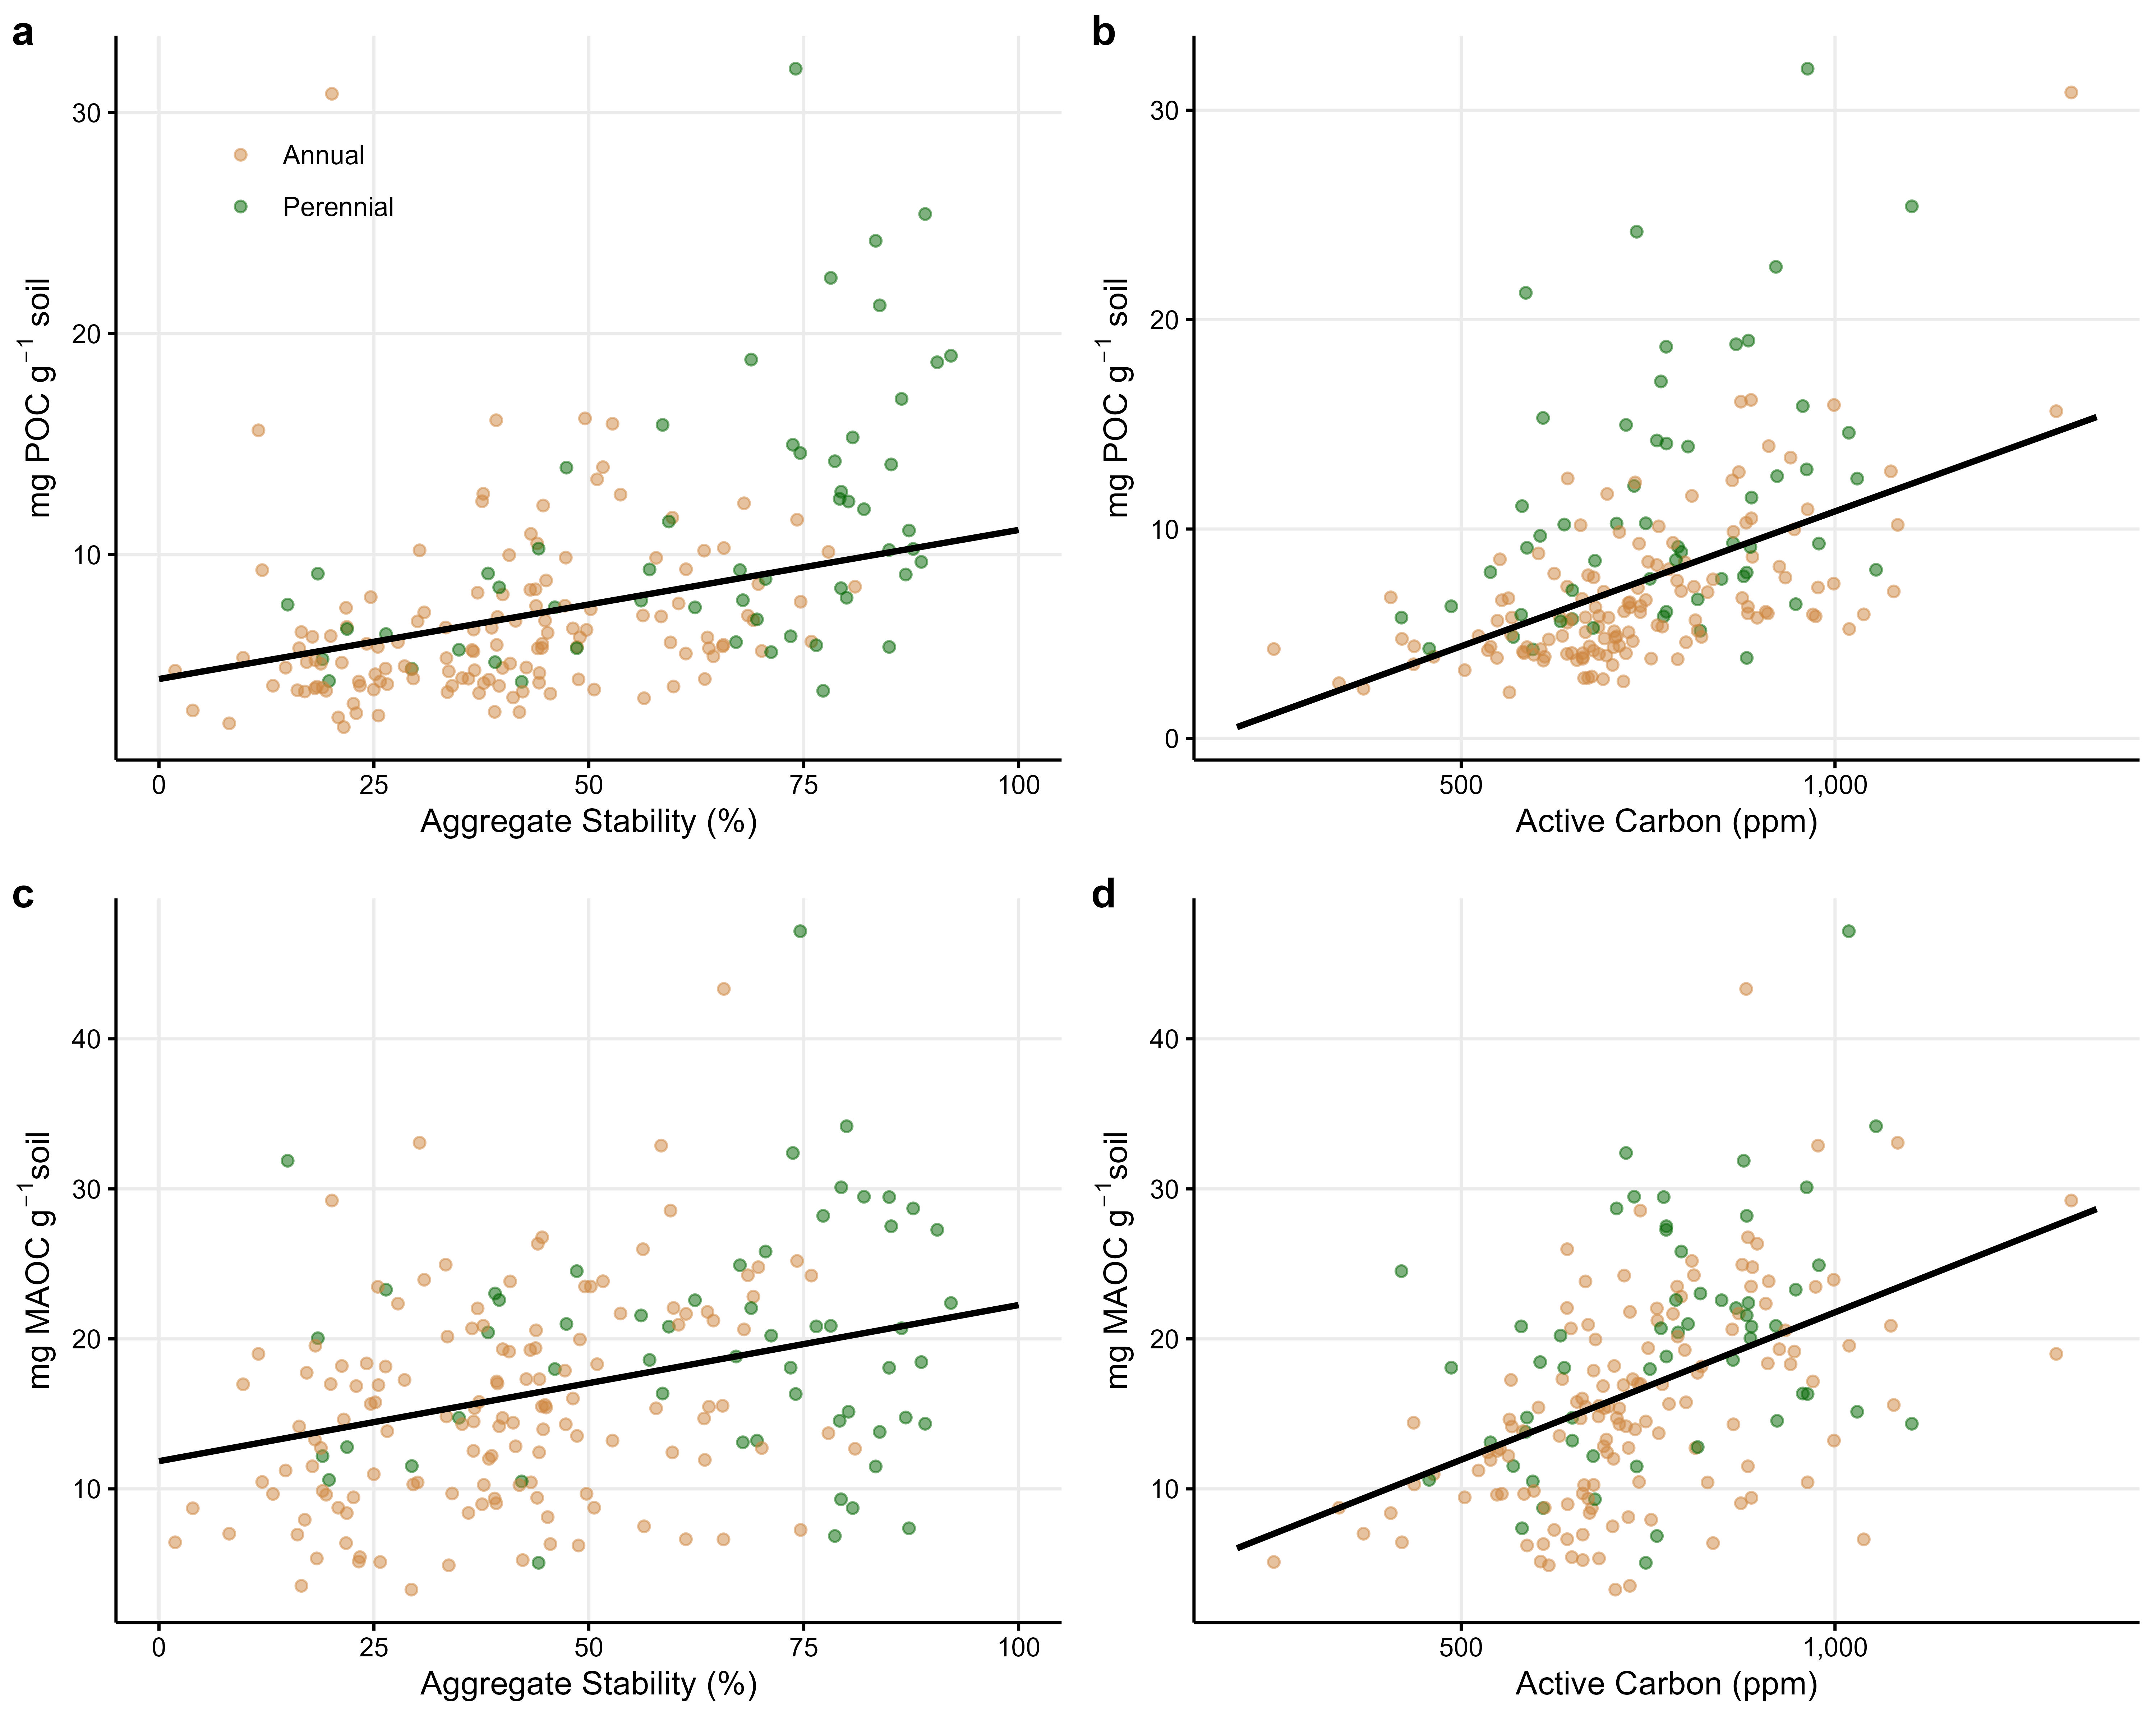 a
30
20
10
mg POC g⁻¹ soil
Annual
Perennial
0 25 50 75 100
Aggregate Stability (%)
b
30
20
10
0
mg POC g⁻¹ soil
500 1,000
Active Carbon (ppm)
c
40
30
20
10
mg MAOC g⁻¹soil
0 25 50 75 100
Aggregate Stability (%)
d
40
30
20
10
mg MAOC g⁻¹soil
500 1,000
Active Carbon (ppm)